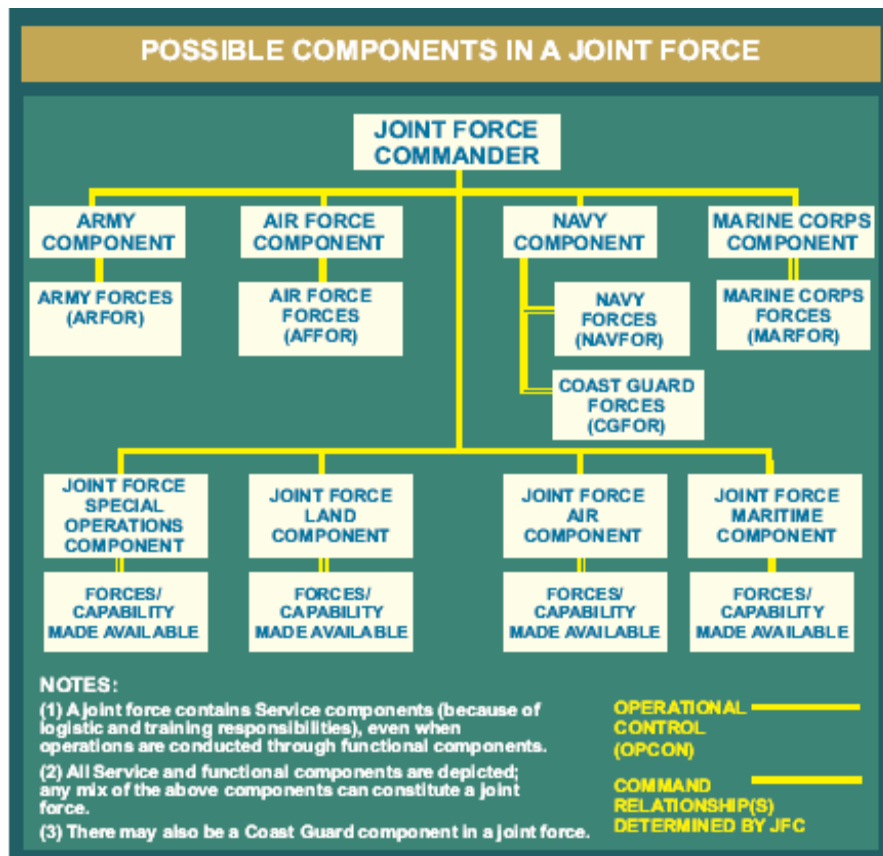 POSSIBLE COMPONENTS IN A JOINT FORCE
JOINT FORCE
COMMANDER
ARMY
COMPONENT
AIR FORCE
COMPONENT
NAVY
COMPONENT
MARINE CORPS
COMPONENT
ARMY FORCES
(ARFOR)
AIR FORCE
FORCES
(AFFOR)
NAVY
FORCES
(NAVFOR)
MARINE CORPS
FORCES
(MARFOR)
COAST GUARD
FORCES
(CGFOR)
JOINT FORCE
SPECIAL
OPERATIONS
COMPONENT
JOINT FORCE
LAND
COMPONENT
JOINT FORCE
AIR
COMPONENT
JOINT FORCE
MARITIME
COMPONENT
FORCES/
CAPABILITY
MADE AVAILABLE
FORCES/
CAPABILITY
MADE AVAILABLE
FORCES/
CAPABILITY
MADE AVAILABLE
FORCES/
CAPABILITY
MADE AVAILABLE
NOTES:
(1) A joint force contains Service components (because of
logistic and training responsibilities), even when
operations are conducted through functional components.
(2) All Service and functional components are depicted;
any mix of the above components can constitute a joint
force.
(3) There may also be a Coast Guard component in a joint force.
OPERATIONAL
CONTROL
(OPCON)
COMMAND
RELATIONSHIP(S)
DETERMINED BY JFC